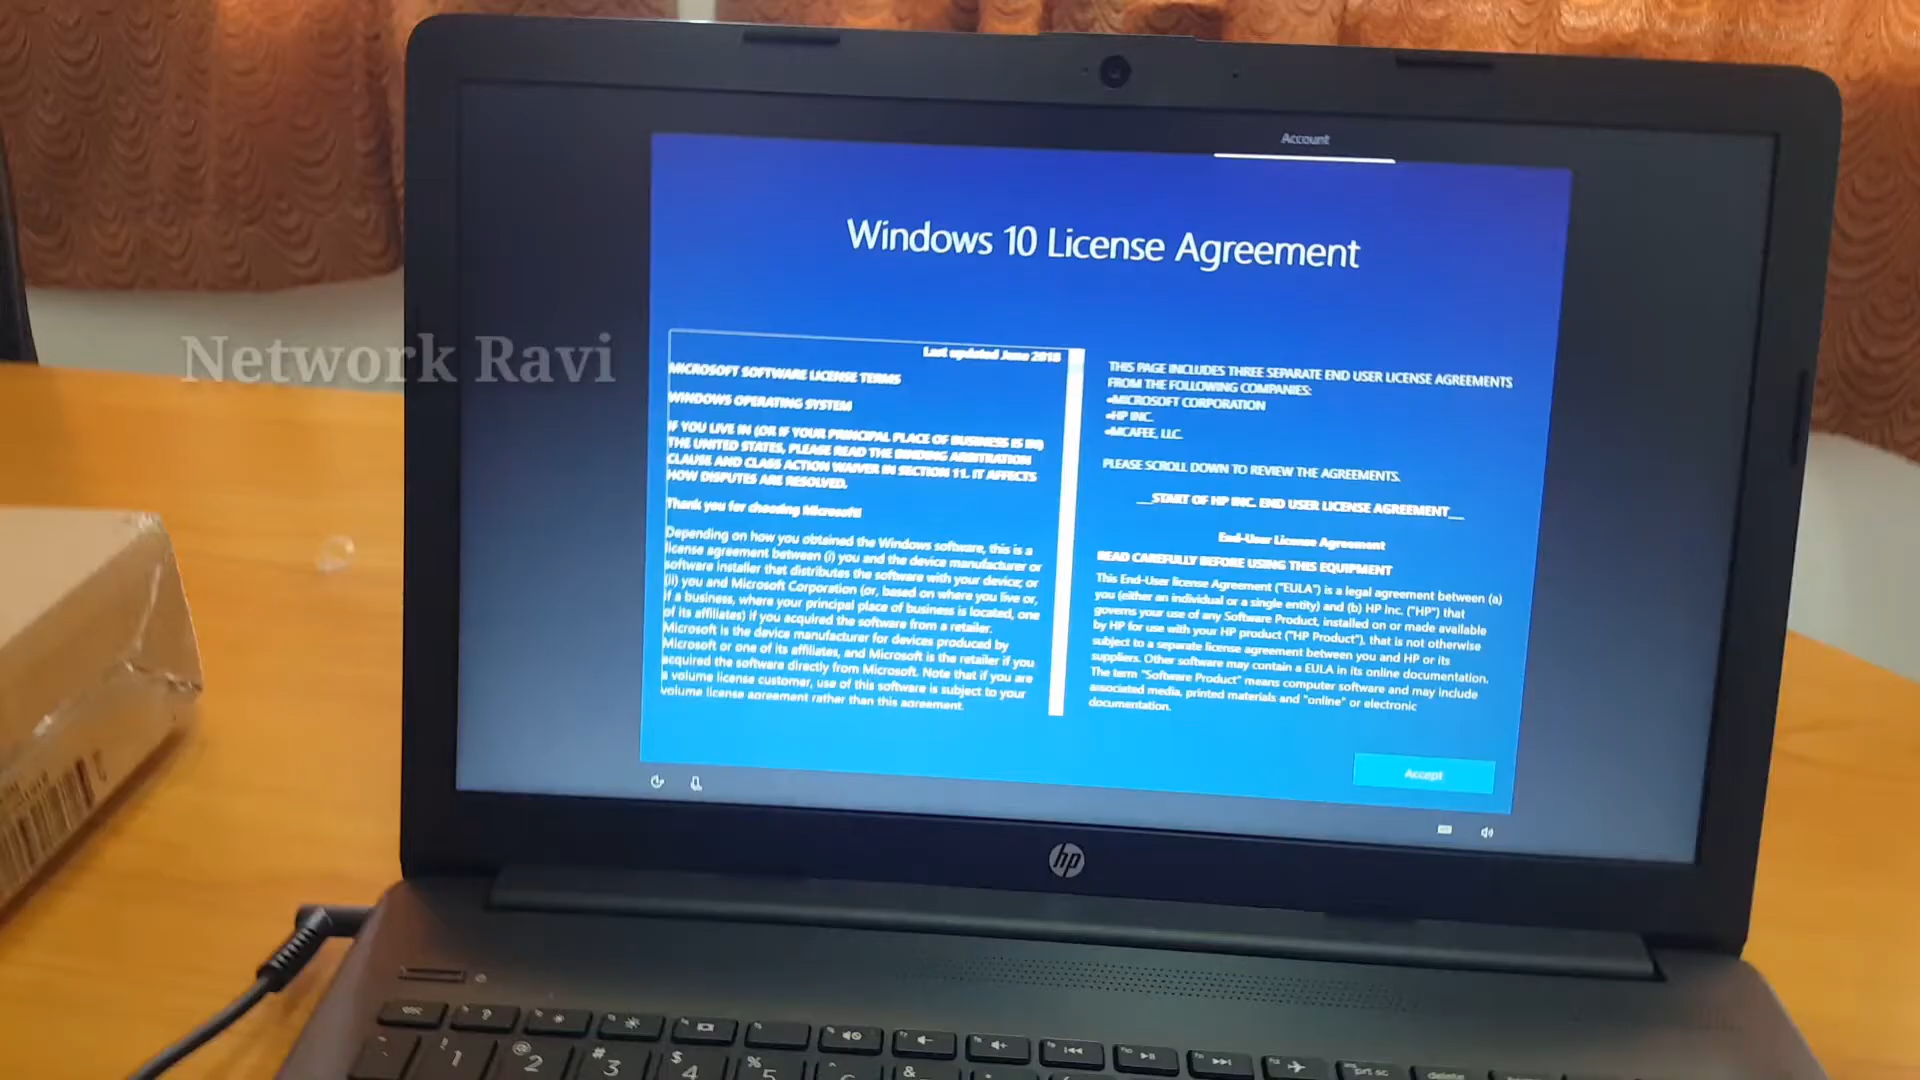 Account
Windows 10 License Agreement
Network Ravi
Last updated June 2018
MICROSOFT SOFTWARE LICENSE TERMS
WINDOWS OPERATING SYSTEM
IF YOU LIVE IN (OR IF YOUR PRINCIPAL PLACE OF BUSINESS IS IN)
THE UNITED STATES, PLEASE READ THE BINDING ARBITRATION
CLAUSE AND CLASS ACTION WAIVER IN SECTION 11. IT AFFECTS
HOW DISPUTES ARE RESOLVED.
Thank you for choosing Microsoft!
Depending on how you obtained the Windows software, this is a
license agreement between (i) you and the device manufacturer or
software installer that distributes the software with your device; or
(ii) you and Microsoft Corporation (or, based on where you live or,
if a business, where your principal place of business is located, one
of its affiliates) if you acquired the software from a retailer.
Microsoft is the device manufacturer for devices produced by
Microsoft or one of its affiliates, and Microsoft is the retailer if you
acquired the software directly from Microsoft. Note that if you are
a volume license customer, use of this software is subject to your
volume license agreement rather than this agreement.
THIS PAGE INCLUDES THREE SEPARATE END USER LICENSE AGREEMENTS
FROM THE FOLLOWING COMPANIES:
•MICROSOFT CORPORATION
•HP INC.
•MCAFEE, LLC.
PLEASE SCROLL DOWN TO REVIEW THE AGREEMENTS.
__START OF HP INC. END USER LICENSE AGREEMENT__
End-User License Agreement
READ CAREFULLY BEFORE USING THIS EQUIPMENT
This End-User license Agreement ("EULA") is a legal agreement between (a)
you (either an individual or a single entity) and (b) HP Inc. ("HP") that
governs your use of any Software Product, installed on or made available
by HP for use with your HP product ("HP Product"), that is not otherwise
subject to a separate license agreement between you and HP or its
suppliers. Other software may contain a EULA in its online documentation.
The term "Software Product" means computer software and may include
associated media, printed materials and "online" or electronic
documentation.
Accept
hp
esc
prt sc
delete
1
@ 2
# 3
$ 4
% 5
&